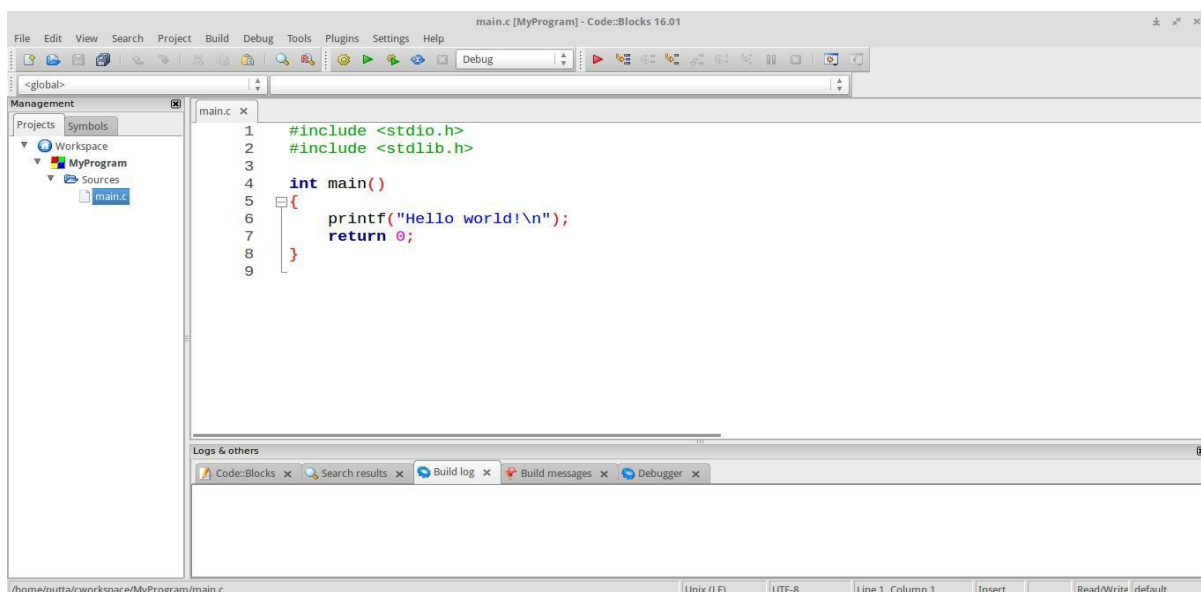 main.c [MyProgram] - Code::Blocks 16.01
File Edit View Search Project Build Debug Tools Plugins Settings Help
Debug
<global>
Management
Projects Symbols
Workspace
MyProgram
Sources
main.c
main.c
1 #include <stdio.h>
2 #include <stdlib.h>
3
4 int main()
5 {
6 printf("Hello world!\n");
7 return 0;
8 }
9
Logs & others
Code::Blocks Search results Build log Build messages Debugger
/home/nutta/cworkspace/MyProgram/main.c Unix (LF) UTF-8 Line 1, Column 1 Insert Read/Write default